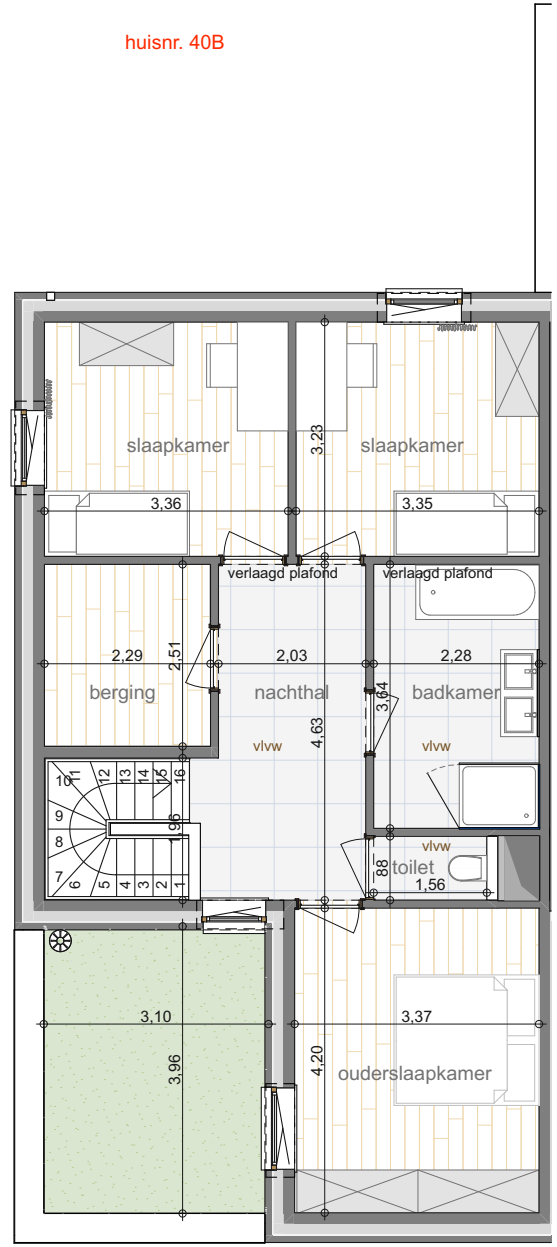 huisnr. 40B
slaapkamer
slaapkamer
3,23
3,36
3,35
verlaagd plafond
verlaagd plafond
2,29
2,51
2,03
2,28
berging
nachthal
badkamer
3,64
4,63
vlvw
vlvw
10
11
12
13
14
15
16
9
8
7
6
5
4
3
2
1
1,96
vlvw
toilet
88
1,56
3,10
3,96
3,37
4,20
ouderslaapkamer